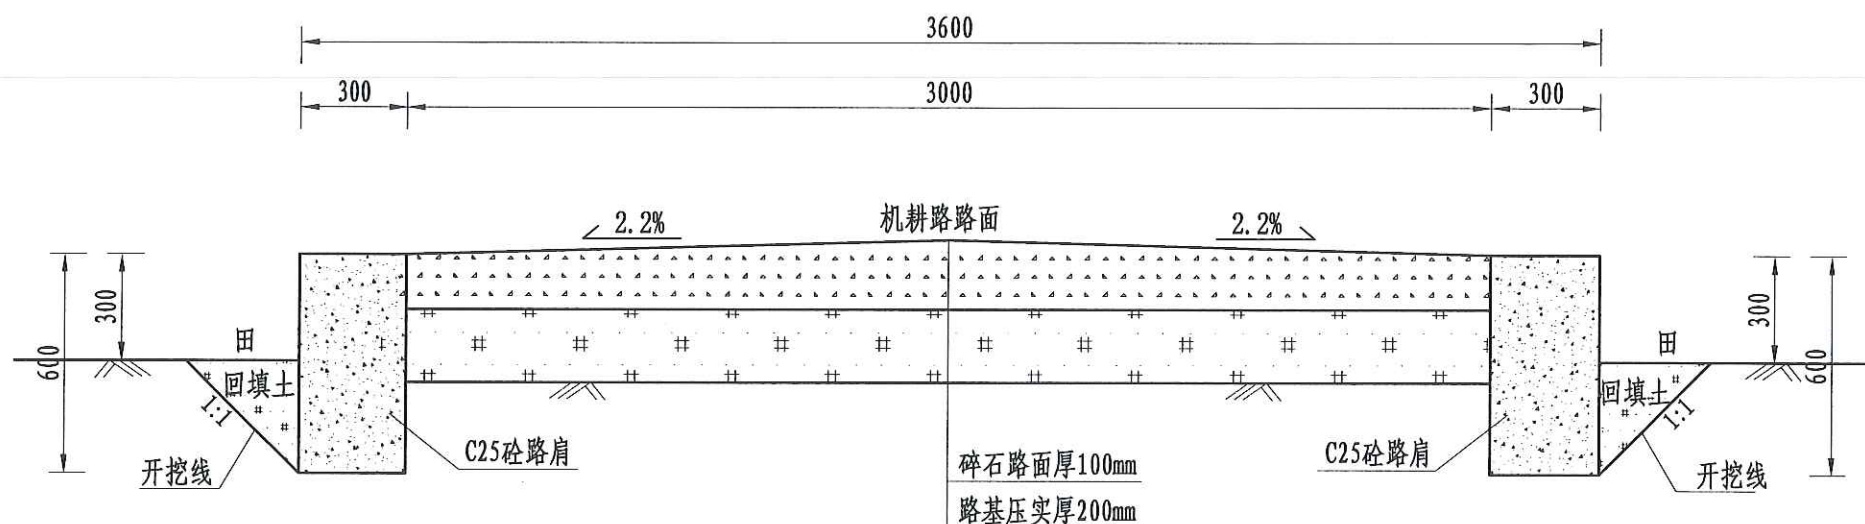 3600
300
3000
300
2.2%
机耕路路面
2.2%
300
600
田
回填土
1:1
开挖线
C25砼路肩
碎石路面厚100mm
路基压实厚200mm
C25砼路肩
300
600
田
回填土
1:1
开挖线